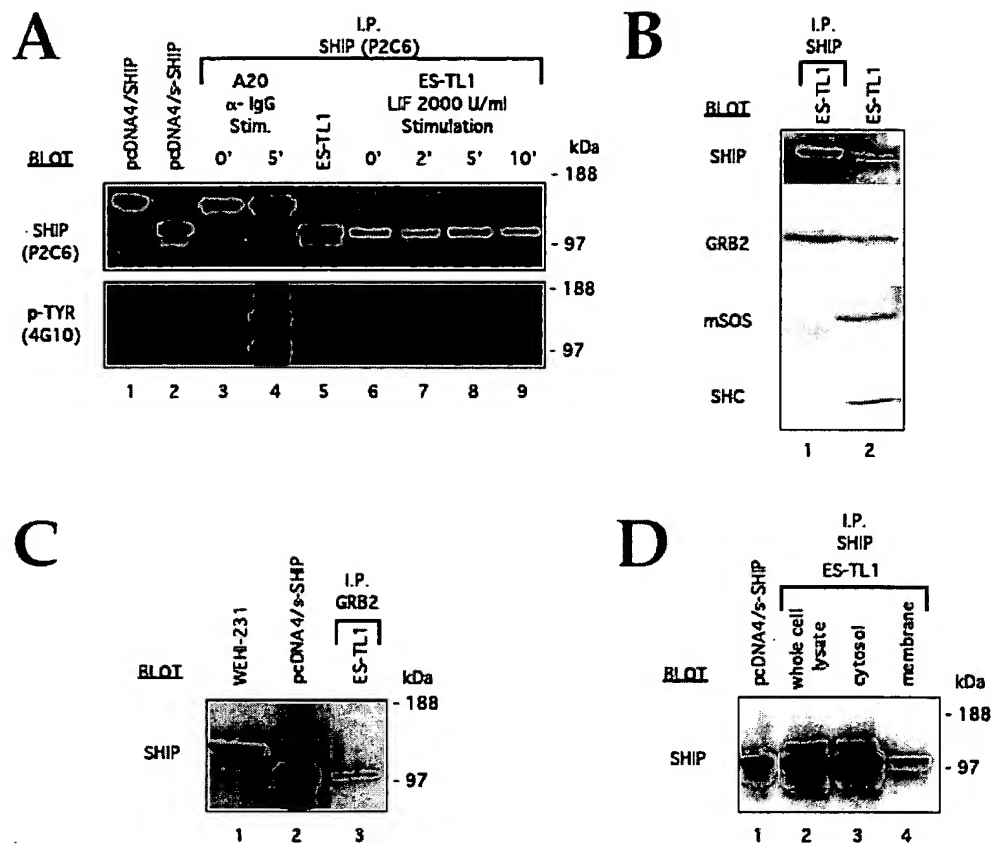 A
I.P.
SHIP (P2C6)
pcDNA4/SHIP
pcDNA4/s-SHIP
A20
α- IgG
Stim.
ES-TL1
ES-TL1
LIF 2000 U/ml
Stimulation
BLOT
0' 5' 0' 2' 5' 10' kDa
- 188
SHIP
(P2C6)
- 97
p-TYR
(4G10)
- 188
- 97
1 2 3 4 5 6 7 8 9
B
I.P.
SHIP
ES-TL1
ES-TL1
BLOT
SHIP
GRB2
mSOS
SHC
1 2
C
I.P.
GRB2
WEHI-231
pcDNA4/s-SHIP
ES-TL1
BLOT
kDa
- 188
SHIP
- 97
1 2 3
D
I.P.
SHIP
ES-TL1
pcDNA4/s-SHIP
whole cell
lysate
cytosol
membrane
BLOT
kDa
- 188
SHIP
- 97
1 2 3 4